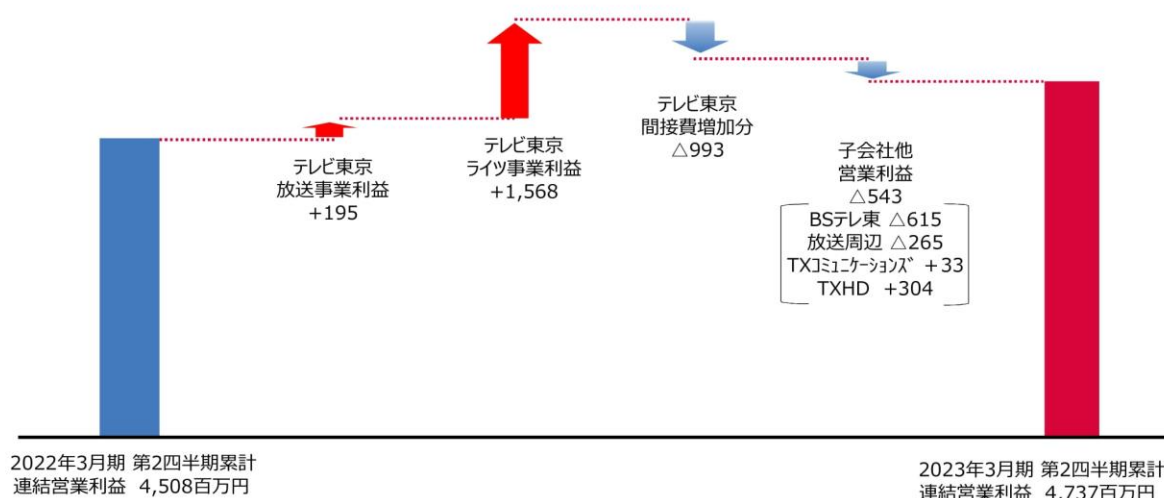 テレビ東京
放送事業利益
+195
テレビ東京
ライツ事業利益
+1,568
テレビ東京
間接費増加分
△993
子会社他
営業利益
△543
BSテレ東 △615
放送周辺 △265
TXｺﾐｭﾆｹｰｼｮﾝｽﾞ +33
TXHD +304
2022年3月期 第2四半期累計
連結営業利益 4,508百万円
2023年3月期 第2四半期累計
連結営業利益 4,737百万円